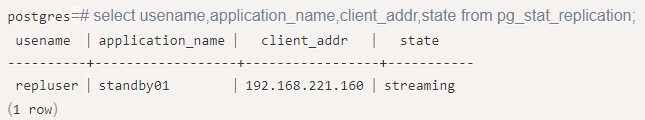 postgres=# select usename,application_name,client_addr,state from pg_stat_replication;
 usename  | application_name |   client_addr   |   state
----------+------------------+-----------------+-----------
 repluser | standby01        | 192.168.221.160 | streaming
(1 row)